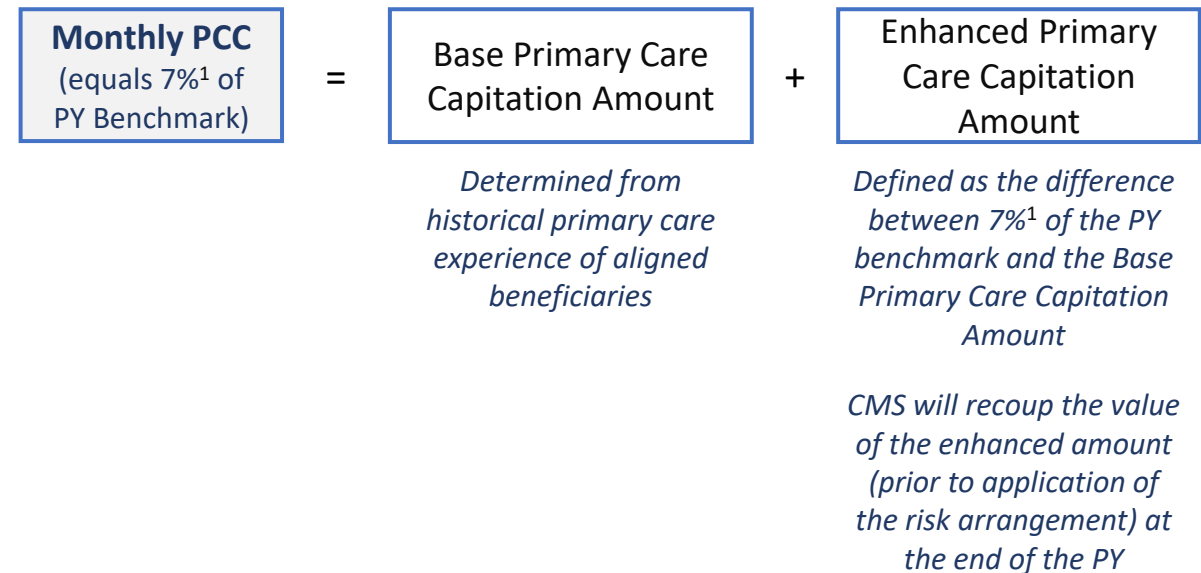 Monthly PCC
(equals 7%¹ of
PY Benchmark)
=
Base Primary Care
Capitation Amount
+
Enhanced Primary
Care Capitation
Amount
Determined from
historical primary care
experience of aligned
beneficiaries
Defined as the difference
between 7%¹ of the PY
benchmark and the Base
Primary Care Capitation
Amount
CMS will recoup the value
of the enhanced amount
(prior to application of
the risk arrangement) at
the end of the PY